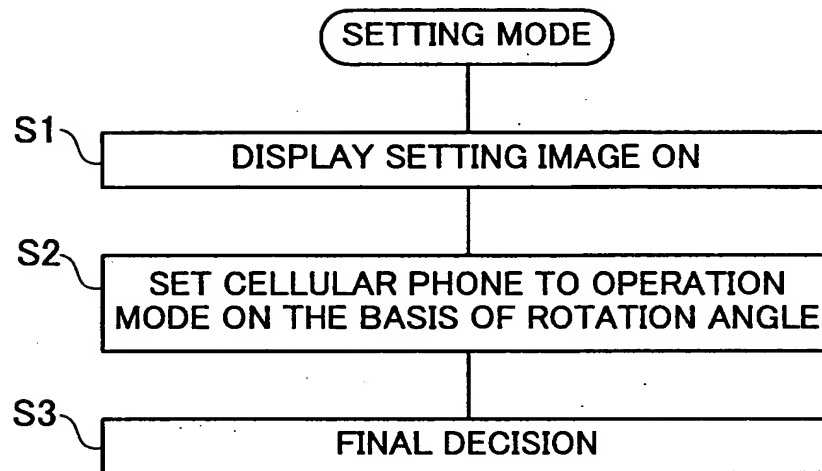 SETTING MODE
S1
DISPLAY SETTING IMAGE ON
S2
SET CELLULAR PHONE TO OPERATION
MODE ON THE BASIS OF ROTATION ANGLE
S3
FINAL DECISION